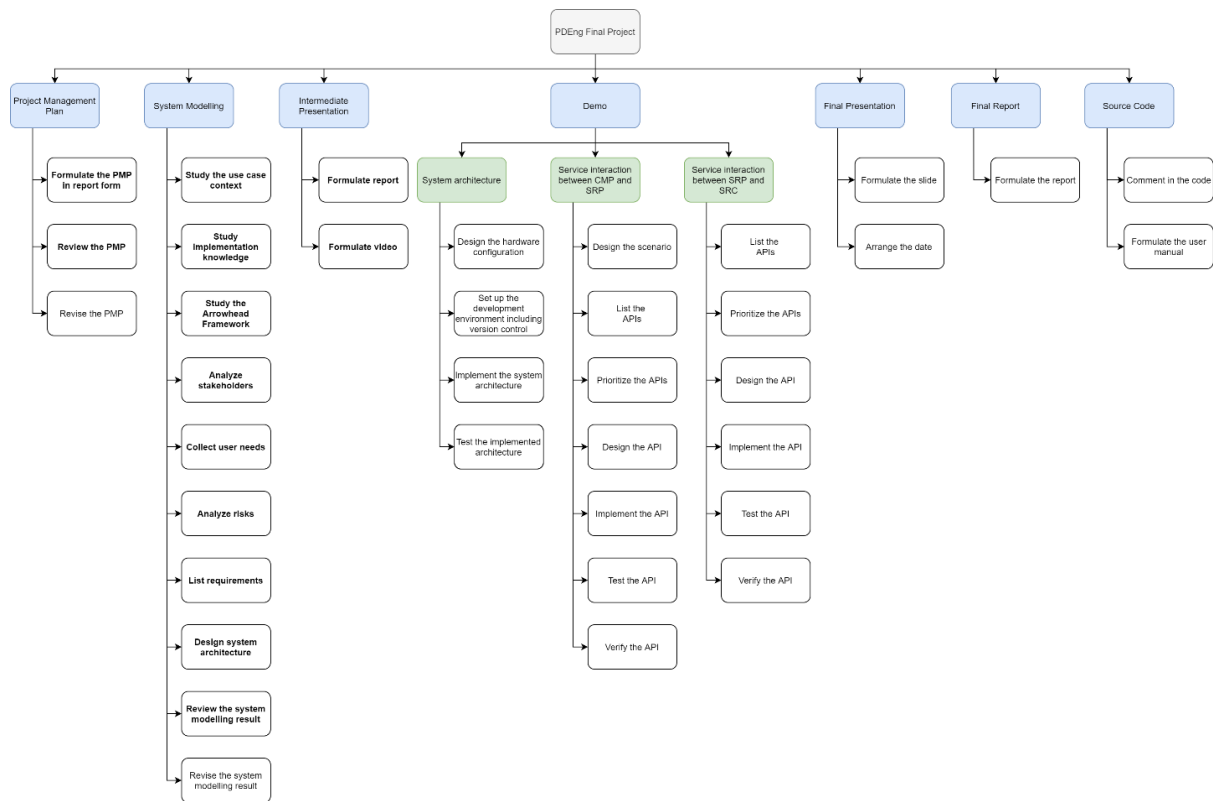 PDEng Final Project
Project Management
Plan
System Modelling
Intermediate
Presentation
Demo
Final Presentation
Final Report
Source Code
Formulate the PMP
in report form
Review the PMP
Revise the PMP
Study the use case
context
Study
implementation
knowledge
Study the
Arrowhead
Framework
Analyze
stakeholders
Collect user needs
Analyze risks
List requirements
Design system
architecture
Review the system
modelling result
Revise the system
modelling result
Formulate report
Formulate video
System architecture
Design the hardware
configuration
Set up the
development
environment including
version control
Implement the system
architecture
Test the implemented
architecture
Service interaction
between CMP and
SRP
Design the scenario
List the
APIs
Prioritize the APIs
Design the API
Implement the API
Test the API
Verify the API
Service interaction
between SRP and
SRC
List the
APIs
Prioritize the APIs
Design the API
Implement the API
Test the API
Verify the API
Formulate the slide
Arrange the date
Formulate the report
Comment in the code
Formulate the user
manual